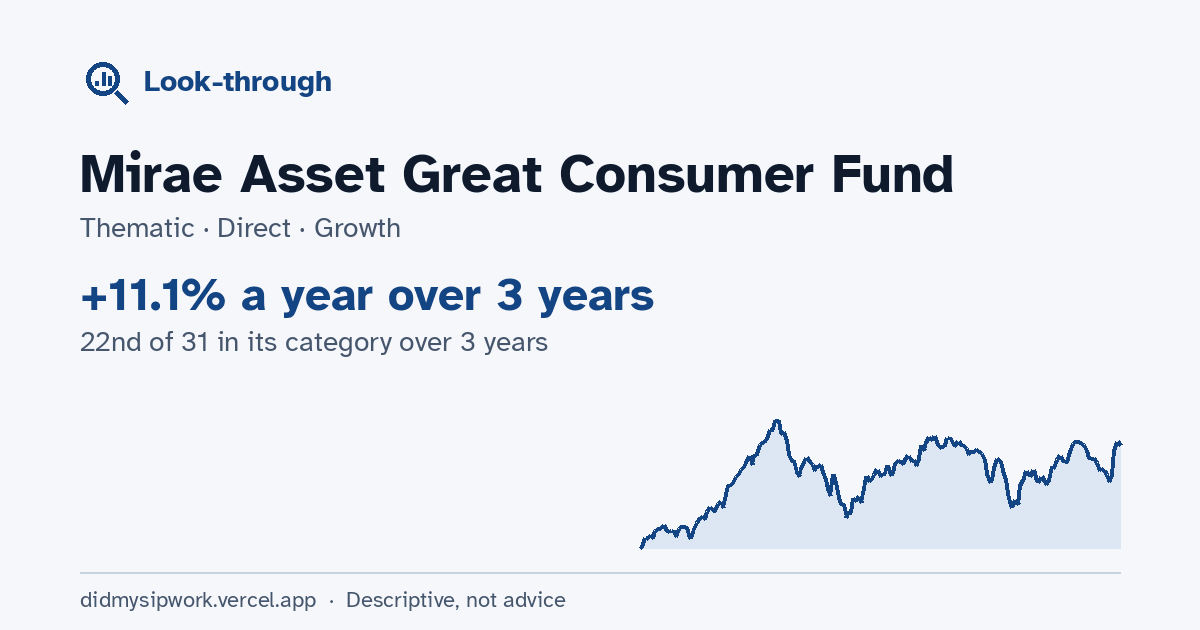 Look-through
Mirae Asset Great Consumer Fund
Thematic · Direct · Growth
+11.1% a year over 3 years
22nd of 31 in its category over 3 years
didmysipwork.vercel.app · Descriptive, not advice